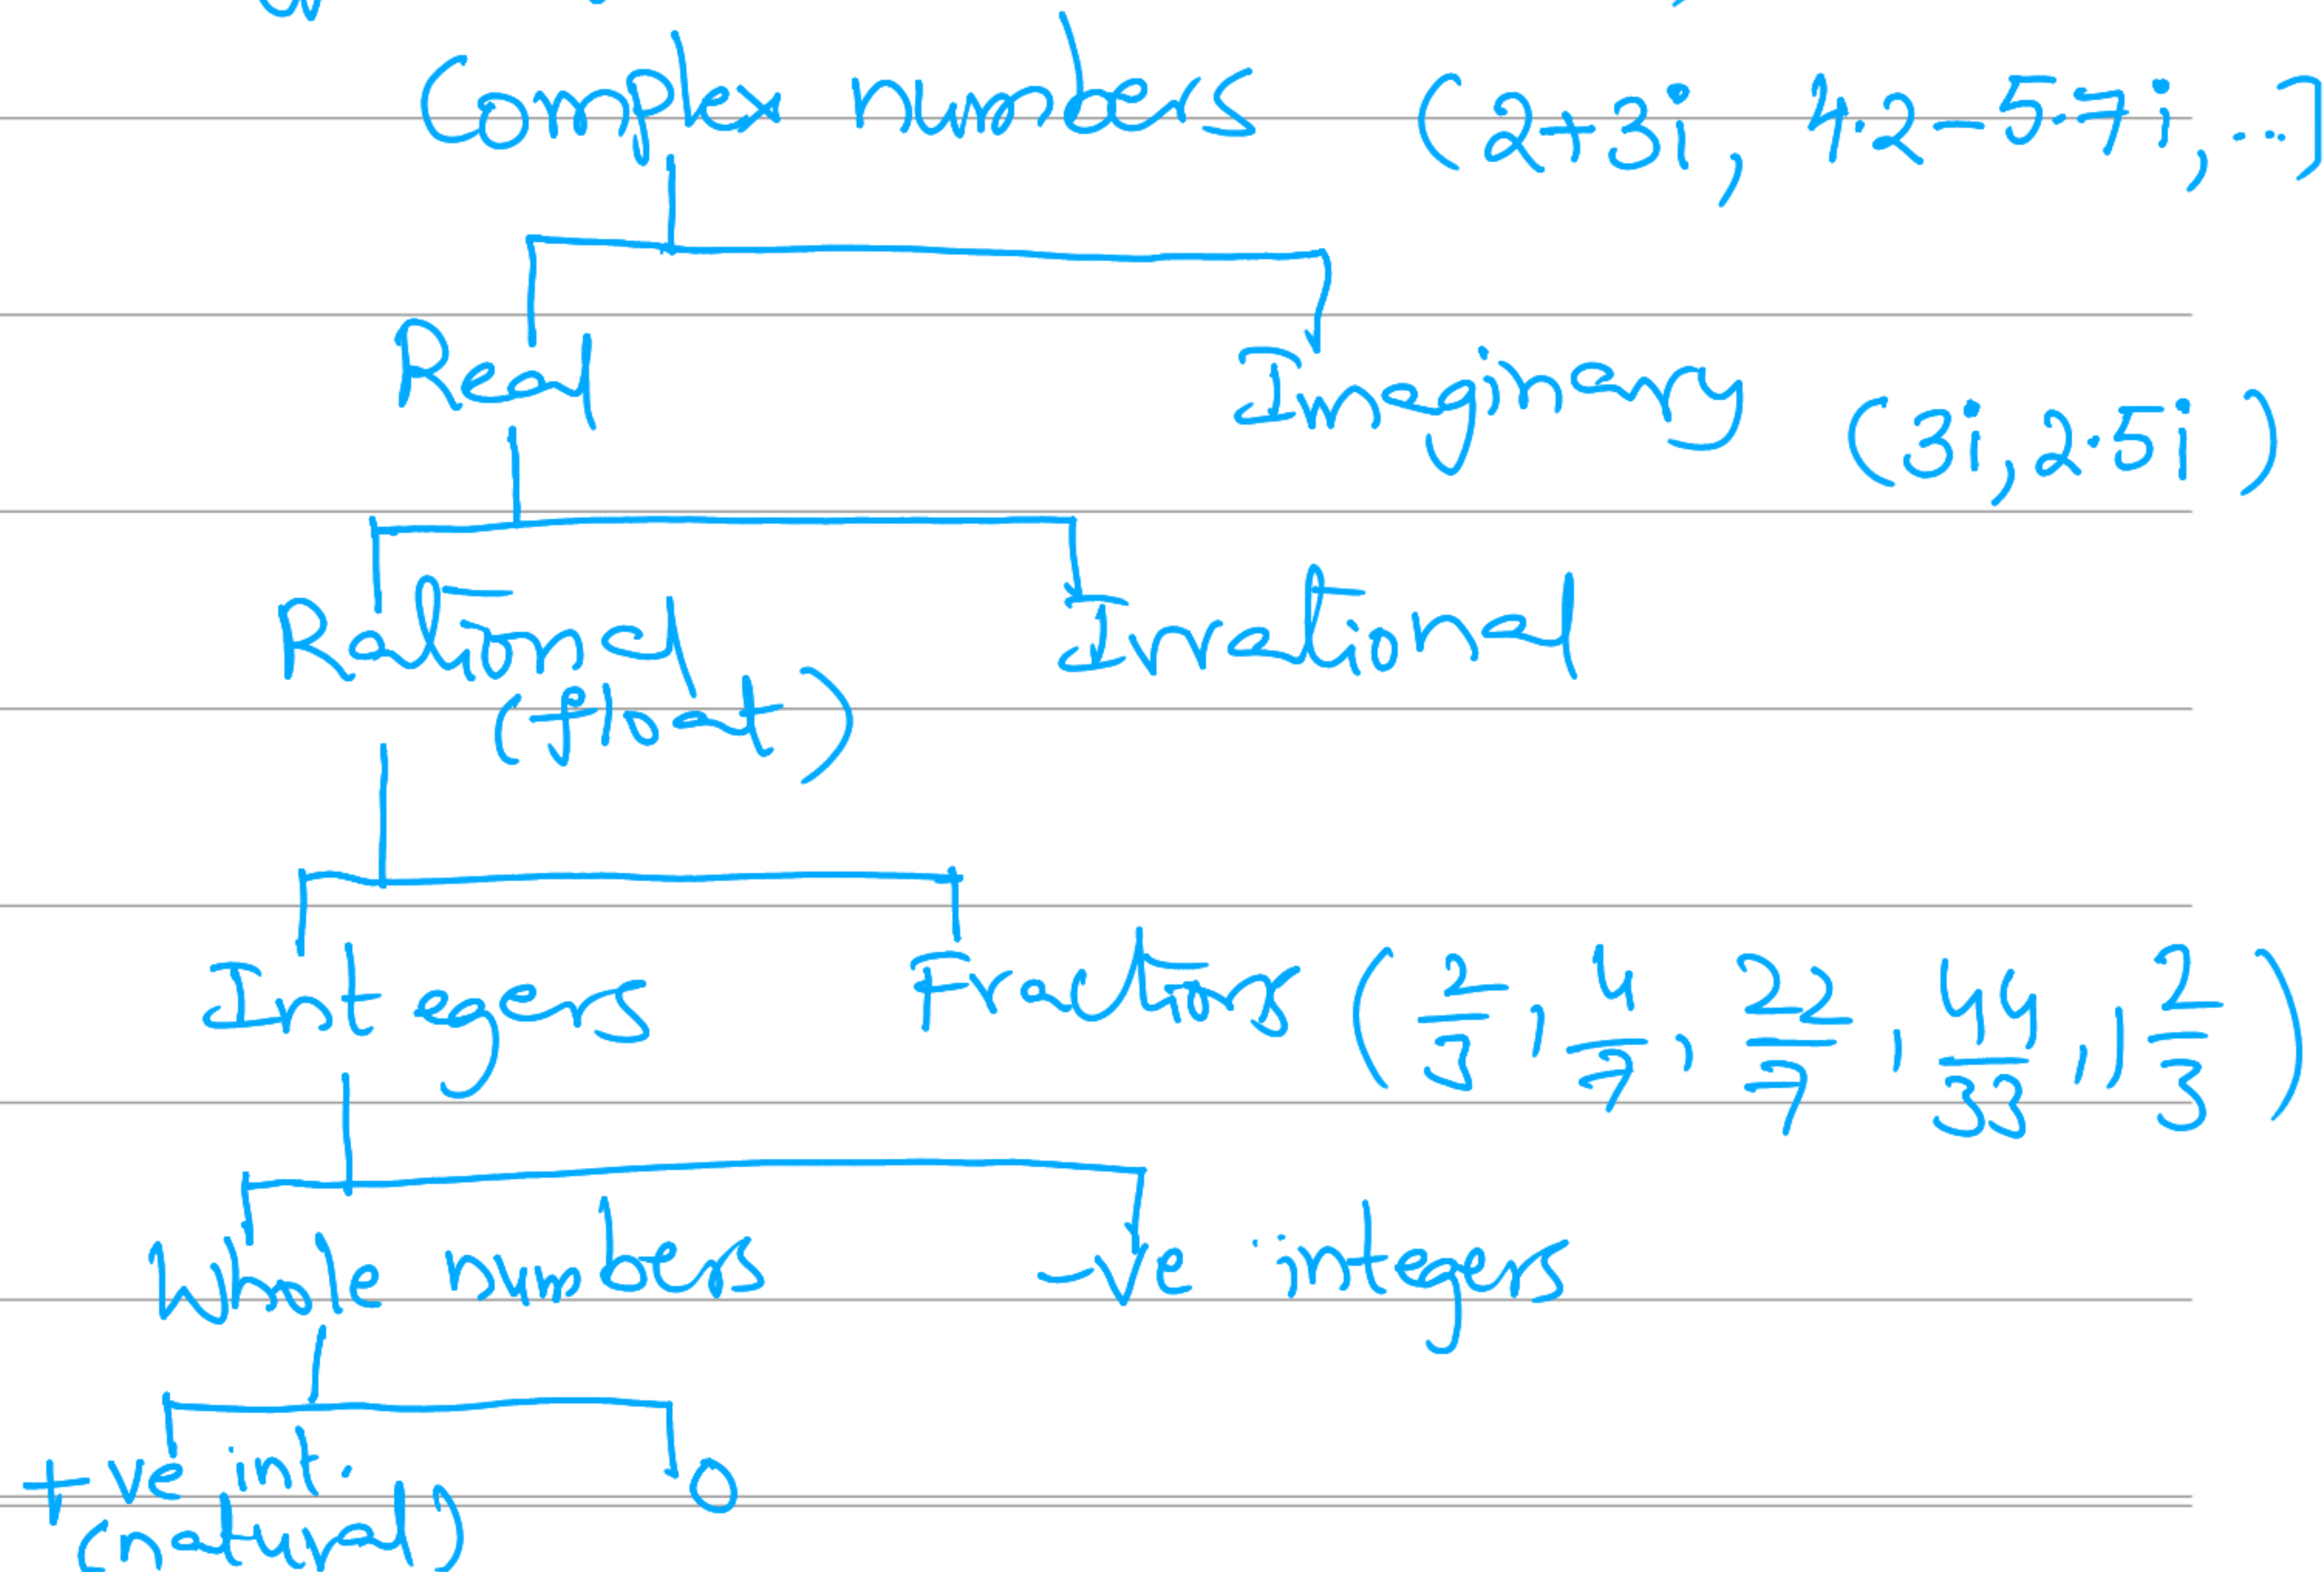 Complex numbers (2+3i, 4.2-5.7i, ...)
Real Imaginary (3i, 2.5i)
Rational Irrational
(float)
Integers Fractions (2/3, 4/7, 22/7, 44/33, 1 2/3)
Whole numbers -ve integers
+ve int. 0
(natural)